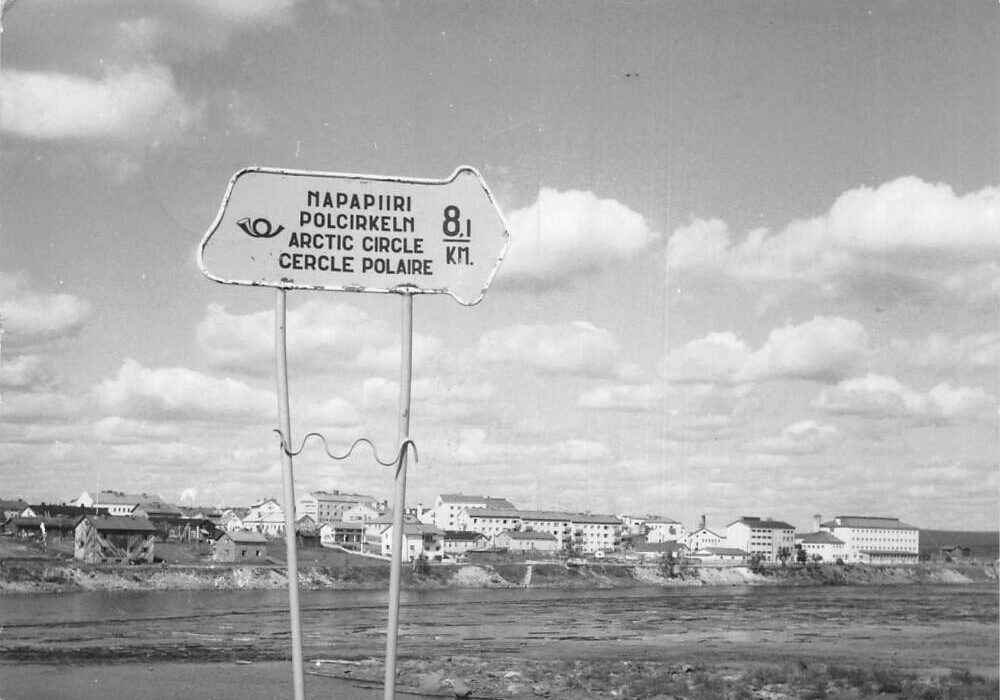 NAPAPIIRI
POLCIRKELN
ARCTIC CIRCLE
CERCLE POLAIRE
8,1
KM.